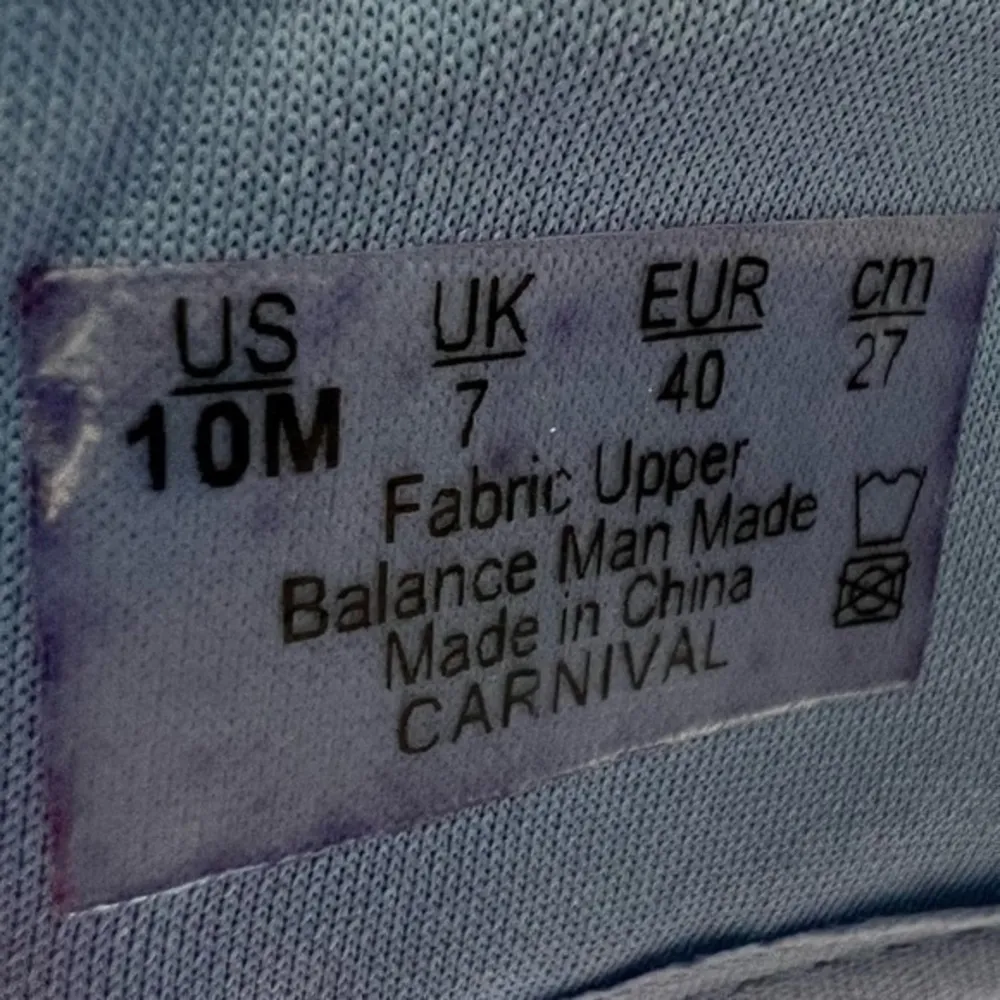 US UK EUR cm
10M 7 40 27
Fabric Upper
Balance Man Made
Made in China
CARNIVAL